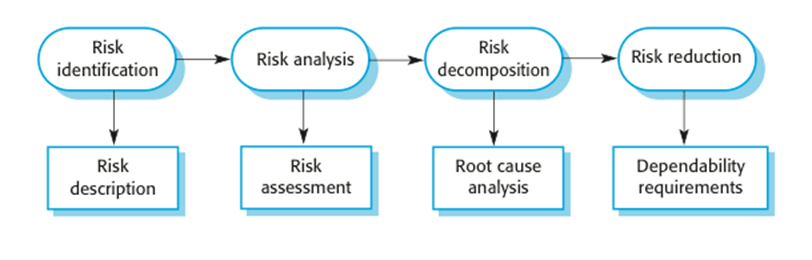 Risk
identification
Risk analysis
Risk
decomposition
Risk reduction
Risk
description
Risk
assessment
Root cause
analysis
Dependability
requirements